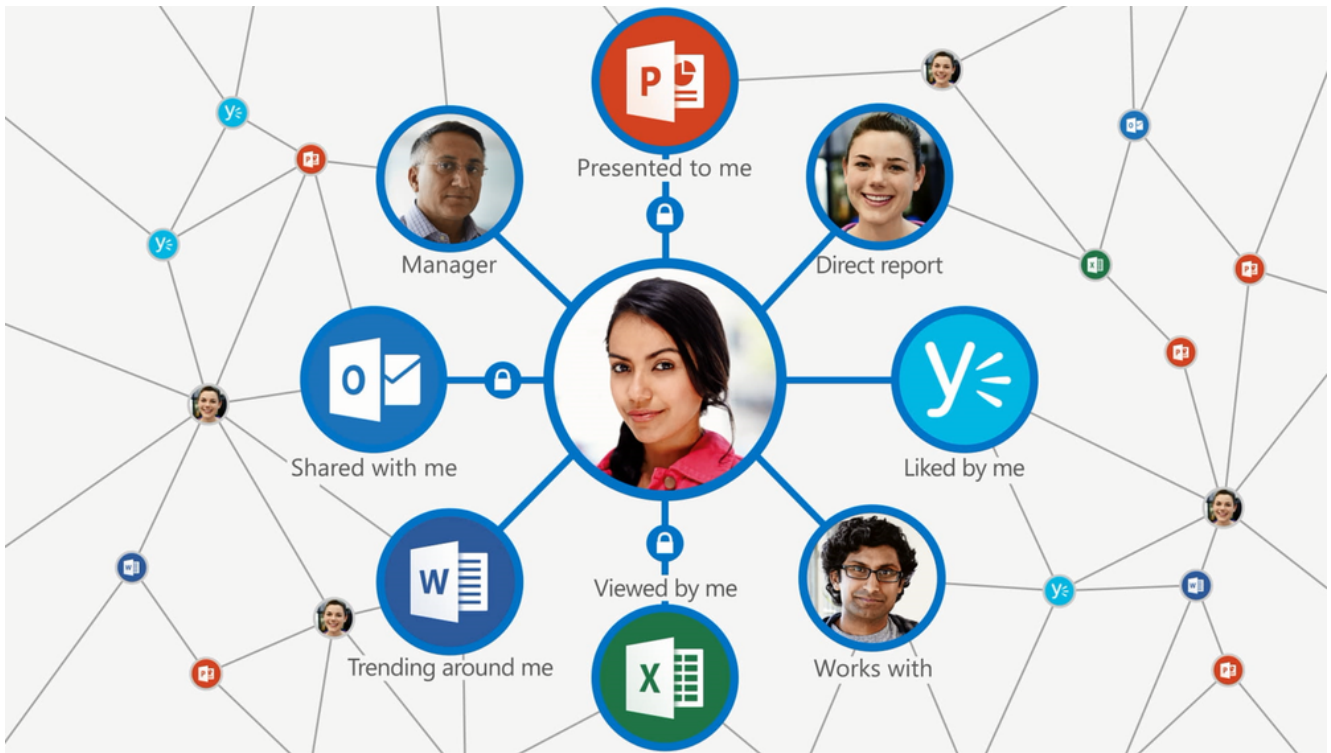 P
Presented to me
Manager
Direct report
O
Shared with me
y
Liked by me
W
Trending around me
Viewed by me
X
Works with